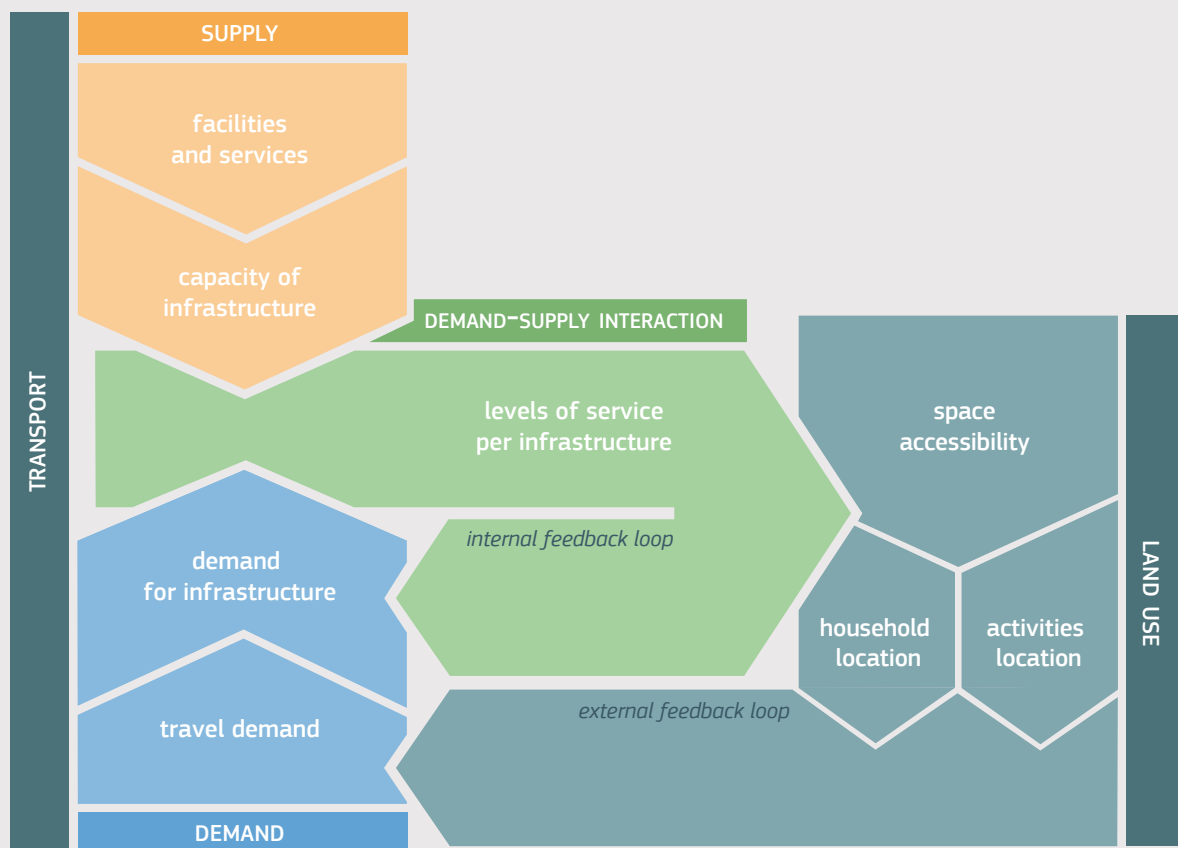 TRANSPORT
SUPPLY
facilities
and services
capacity of
infrastructure
DEMAND-SUPPLY INTERACTION
levels of service
per infrastructure
internal feedback loop
demand
for infrastructure
travel demand
DEMAND
space
accessibility
household
location
activities
location
external feedback loop
LAND USE